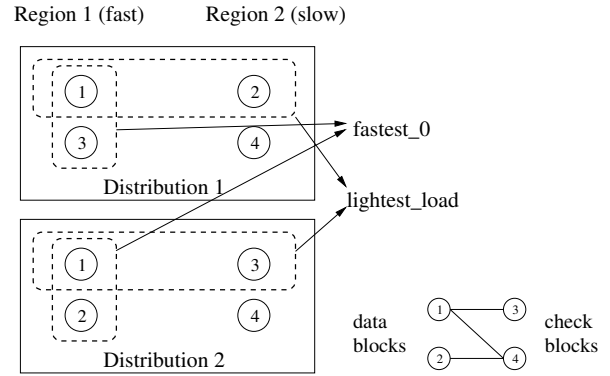 Region 1 (fast) Region 2 (slow)
1 2
3 4
Distribution 1
fastest_0
lightest_load
1 3
2 4
Distribution 2
data
blocks
1 3
2 4
check
blocks